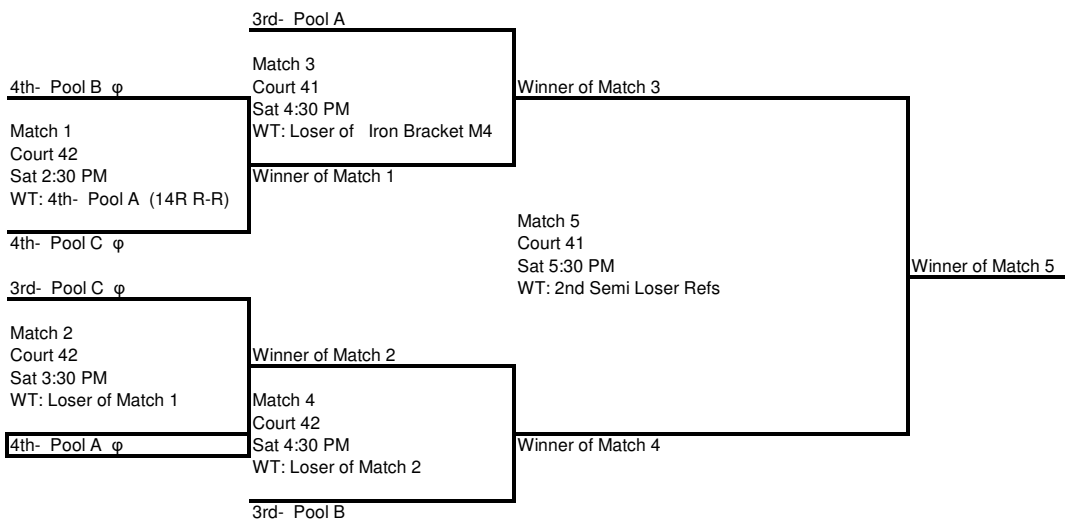 3rd-  Pool A
Match 3
Court 41
Sat 4:30 PM
WT: Loser of   Iron Bracket M4
4th-  Pool B  φ
Winner of Match 3
Match 1
Court 42
Sat 2:30 PM
WT: 4th-  Pool A  (14R R-R)
Winner of Match 1
4th-  Pool C  φ
Match 5
Court 41
Sat 5:30 PM
WT: 2nd Semi Loser Refs
Winner of Match 5
3rd-  Pool C  φ
Match 2
Court 42
Sat 3:30 PM
WT: Loser of Match 1
Winner of Match 2
4th-  Pool A  φ
Match 4
Court 42
Sat 4:30 PM
WT: Loser of Match 2
Winner of Match 4
3rd-  Pool B